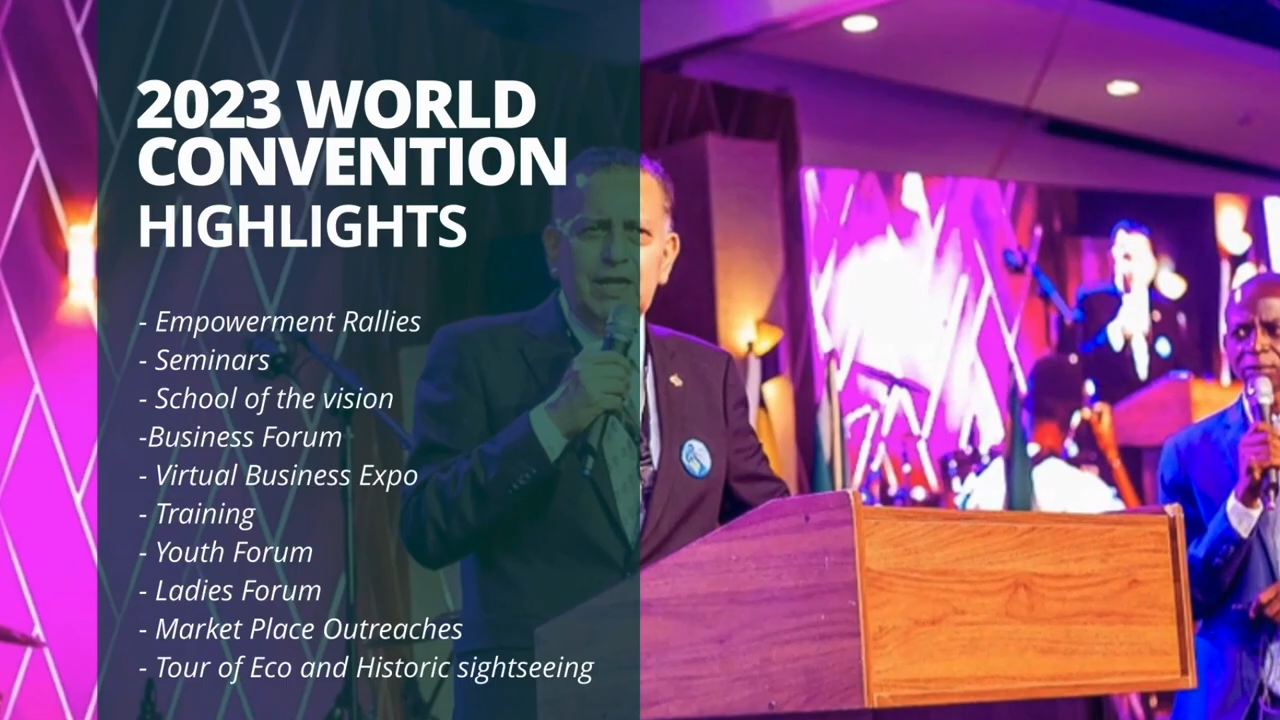 2023 WORLD
CONVENTION
HIGHLIGHTS
- Empowerment Rallies
- Seminars
- School of the vision
-Business Forum
- Virtual Business Expo
- Training
- Youth Forum
- Ladies Forum
- Market Place Outreaches
- Tour of Eco and Historic sightseeing